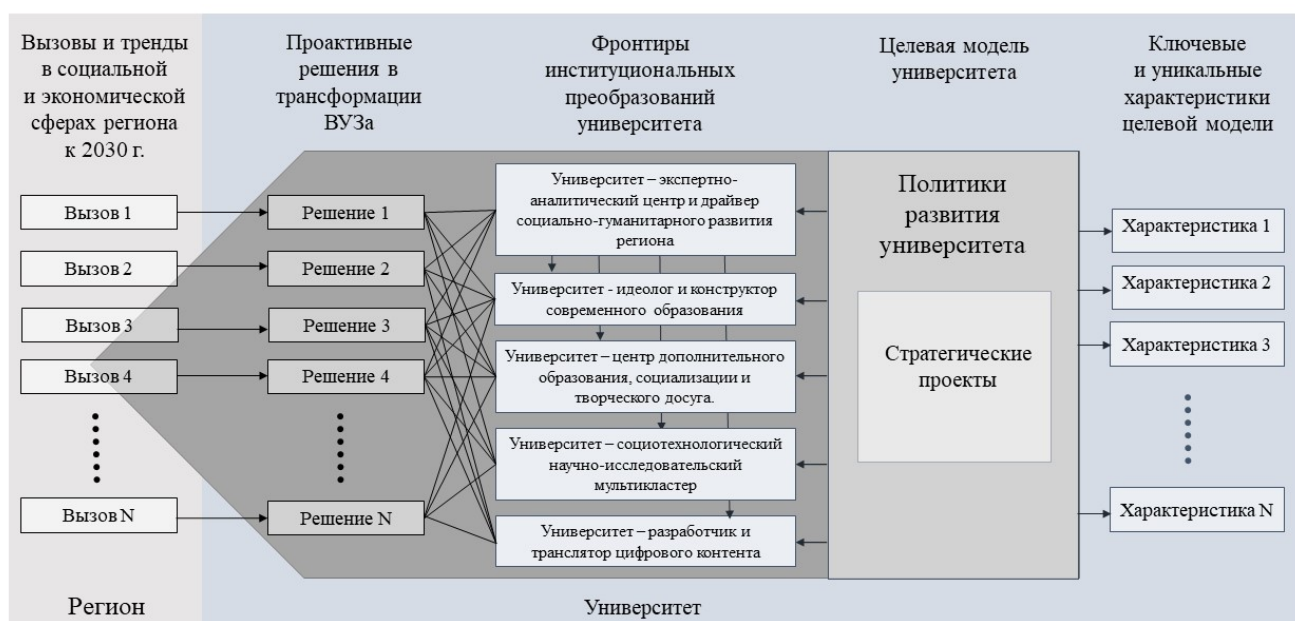 Вызовы и тренды
в социальной
и экономической
сферах региона
к 2030 г.
Проактивные
решения в
трансформации
ВУЗа
Фронтиры
институциональных
преобразований
университета
Целевая модель
университета
Ключевые
и уникальные
характеристики
целевой модели
Вызов 1
Вызов 2
Вызов 3
Вызов 4
Вызов N
Решение 1
Решение 2
Решение 3
Решение 4
Решение N
Университет – экспертно-
аналитический центр и драйвер
социально-гуманитарного развития
региона
Университет - идеолог и конструктор
современного образования
Университет – центр дополнительного
образования, социализации и
творческого досуга.
Университет – социотехнологический
научно-исследовательский
мультикластер
Университет – разработчик и
транслятор цифрового контента
Политики
развития
университета
Стратегические
проекты
Характеристика 1
Характеристика 2
Характеристика 3
Характеристика N
Регион
Университет